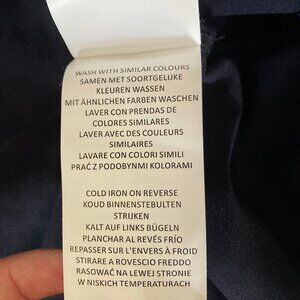 WASH WITH SIMILAR COLOURS
SAMEN MET SOORTGELIJKE
KLEUREN WASSEN
MIT ÄHNLICHEN FARBEN WASCHEN
LAVER CON PRENDAS DE
COLORES SIMILARES
LAVER AVEC DES COULEURS
SIMILAIRES
LAVARE CON COLORI SIMILI
PRAĆ Z PODOBNYMI KOLORAMI
COLD IRON ON REVERSE
KOUD BINNENSTEBUITEN
STRIJKEN
KALT AUF LINKS BÜGELN
PLANCHAR AL REVÉS FRÍO
REPASSER SUR L'ENVERS À FROID
STIRARE A ROVESCIO FREDDO
RASOWAĆ NA LEWEJ STRONIE
W NISKICH TEMPERATURACH